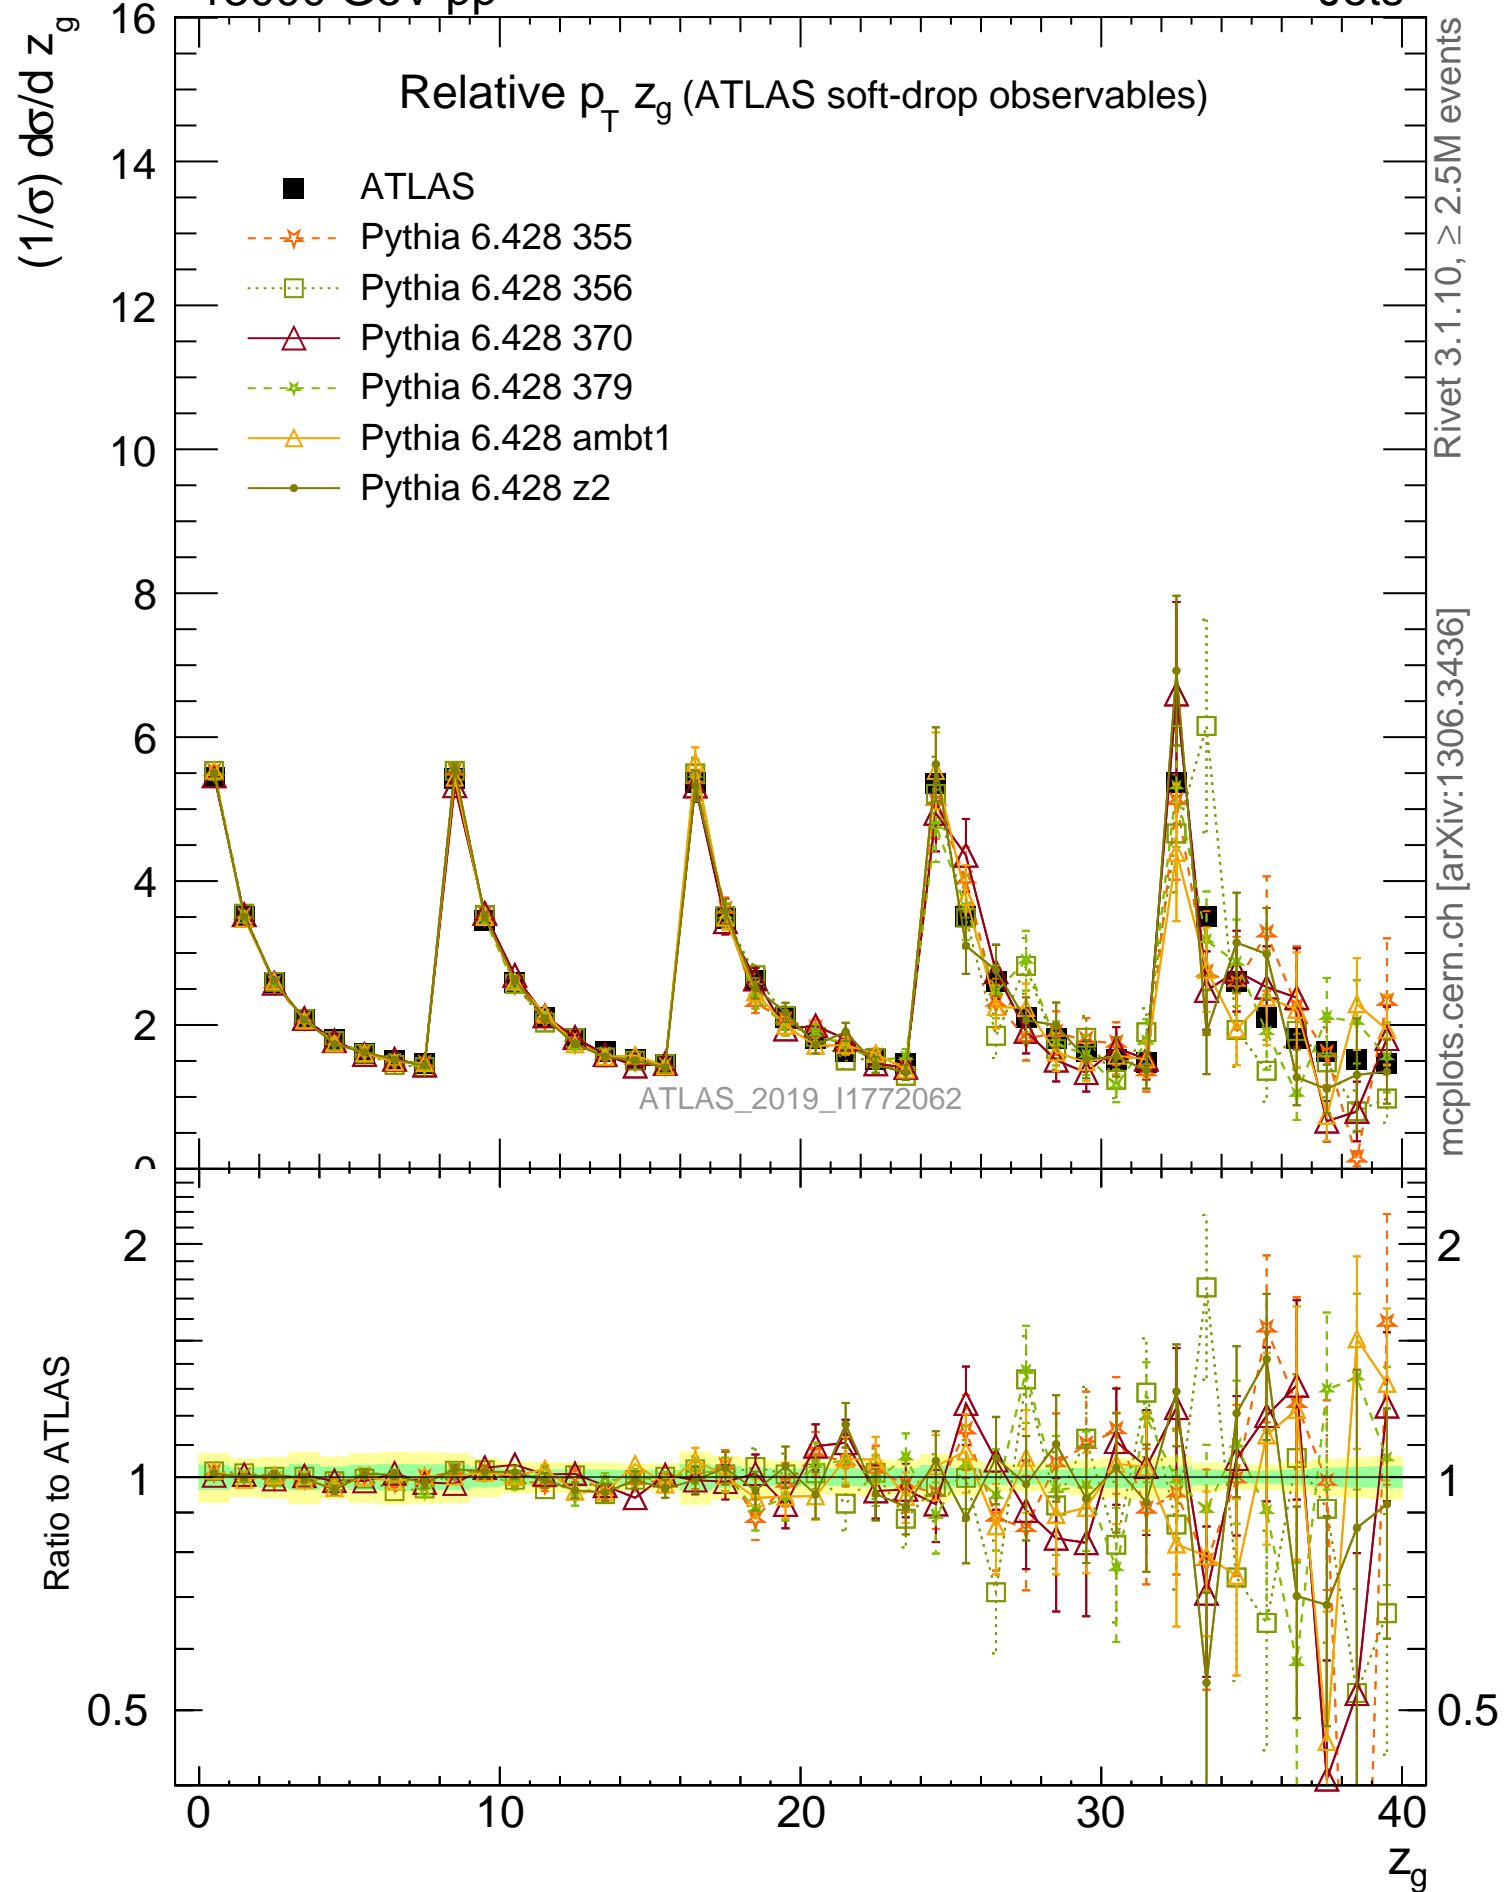 16
(1/σ) dσ/d z_g
Relative p_T z_g (ATLAS soft-drop observables)
ATLAS
Pythia 6.428 355
Pythia 6.428 356
Pythia 6.428 370
Pythia 6.428 379
Pythia 6.428 ambt1
Pythia 6.428 z2
14
12
10
8
6
4
2
ATLAS_2019_I1772062
Rivet 3.1.10, ≥ 2.5M events
mcplots.cern.ch [arXiv:1306.3436]
Ratio to ATLAS
2
1
0.5
2
1
0.5
0 10 20 30 40
z_g